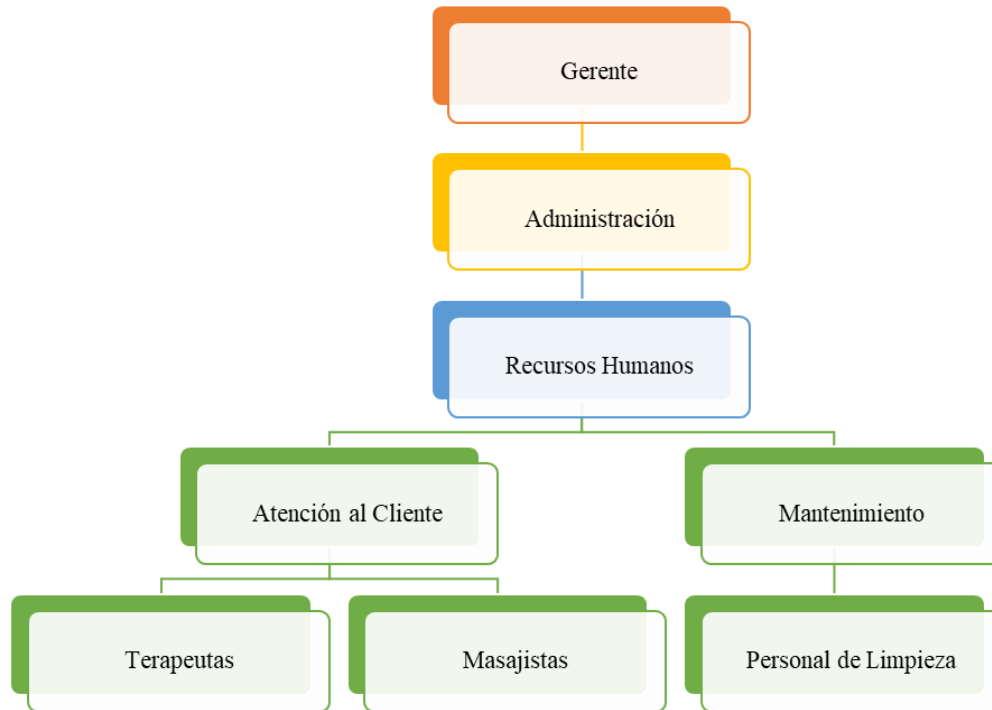 Gerente
Administración
Recursos Humanos
Atención al Cliente
Mantenimiento
Terapeutas
Masajistas
Personal de Limpieza